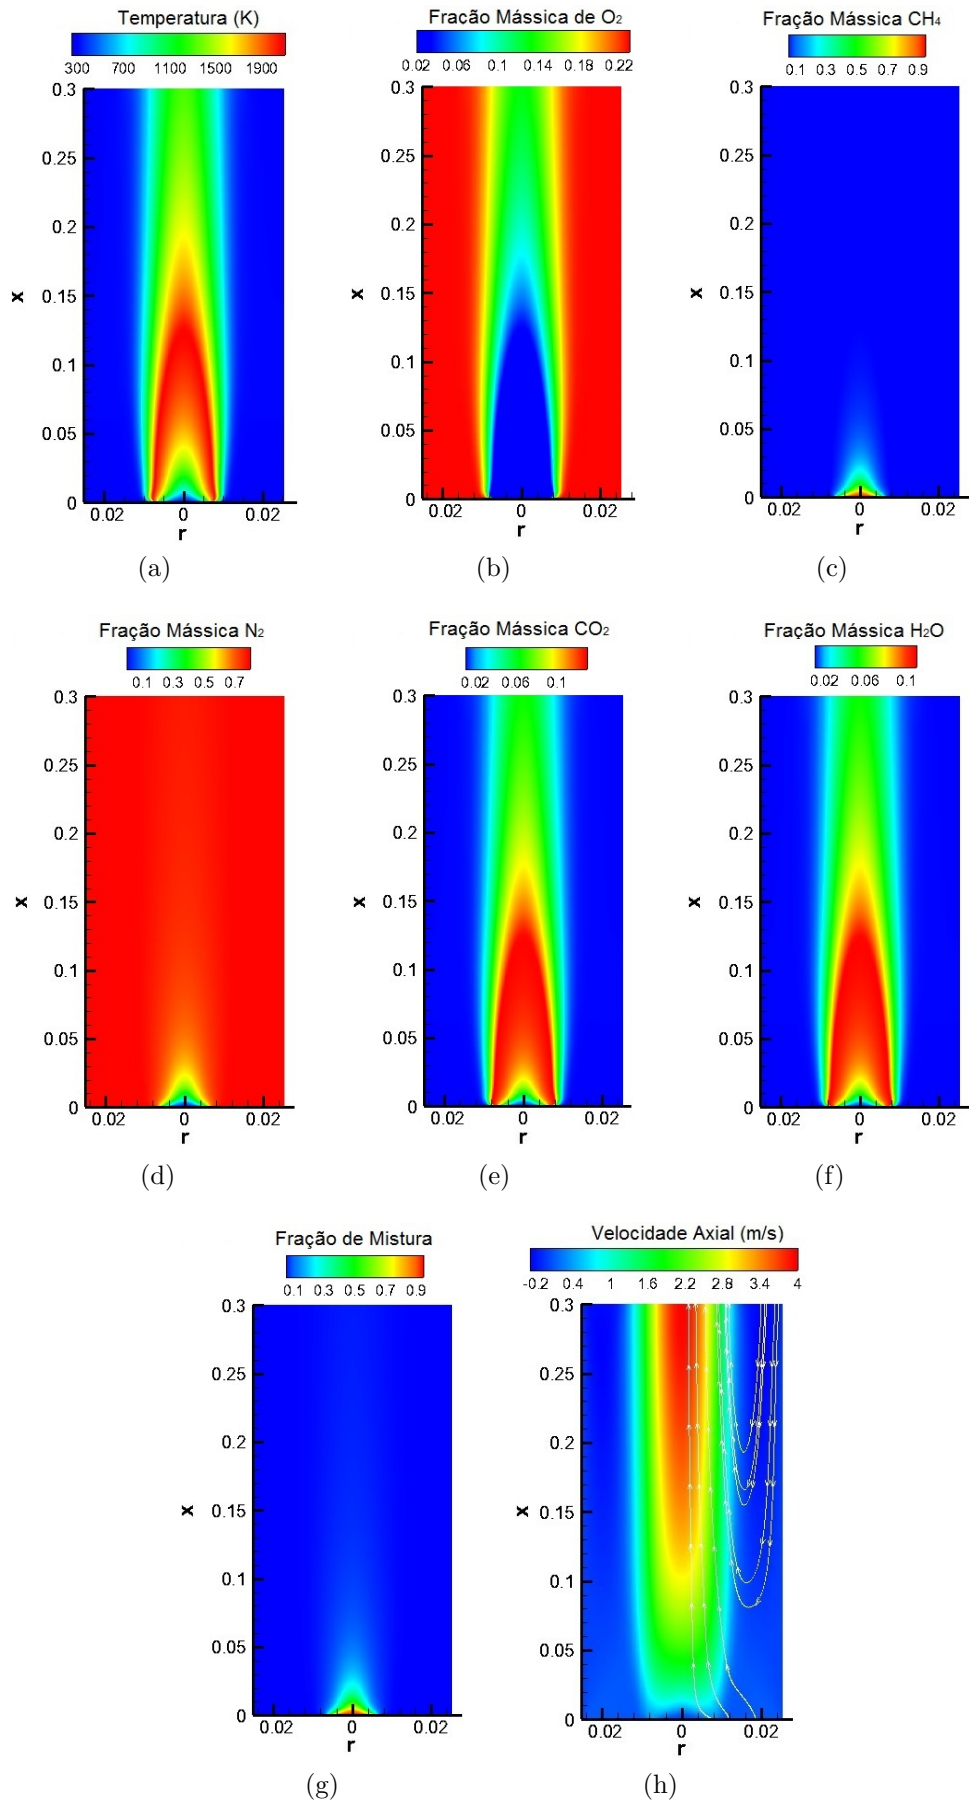 Temperatura (K)
300 700 1100 1500 1900
0.3
0.25
0.2
0.15
0.1
0.05
0
x
0.02 0 0.02
r
(a)
Fração Mássica de O₂
0.02 0.06 0.1 0.14 0.18 0.22
0.3
0.25
0.2
0.15
0.1
0.05
0
x
0.02 0 0.02
r
(b)
Fração Mássica CH₄
0.1 0.3 0.5 0.7 0.9
0.3
0.25
0.2
0.15
0.1
0.05
0
x
0.02 0 0.02
r
(c)
Fração Mássica N₂
0.1 0.3 0.5 0.7
0.3
0.25
0.2
0.15
0.1
0.05
0
x
0.02 0 0.02
r
(d)
Fração Mássica CO₂
0.02 0.06 0.1
0.3
0.25
0.2
0.15
0.1
0.05
0
x
0.02 0 0.02
r
(e)
Fração Mássica H₂O
0.02 0.06 0.1
0.3
0.25
0.2
0.15
0.1
0.05
0
x
0.02 0 0.02
r
(f)
Fração de Mistura
0.1 0.3 0.5 0.7 0.9
0.3
0.25
0.2
0.15
0.1
0.05
0
x
0.02 0 0.02
r
(g)
Velocidade Axial (m/s)
-0.2 0.4 1 1.6 2.2 2.8 3.4 4
0.3
0.25
0.2
0.15
0.1
0.05
0
x
0.02 0 0.02
r
(h)